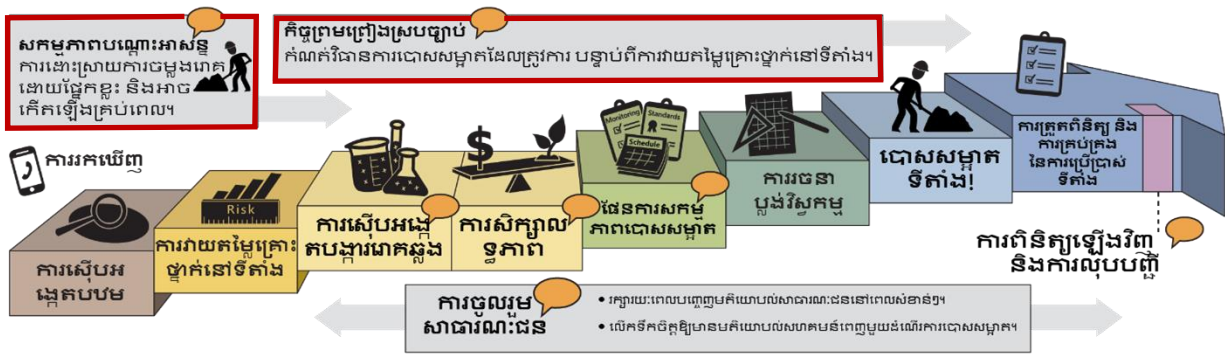 សកម្មភាពបណ្តោះអាសន្ន
ការដោះស្រាយការចម្លងរោគ
ដោយផ្នែកខ្លះ និងអាច
កើតឡើងគ្រប់ពេល។
កិច្ចព្រមព្រៀងស្របច្បាប់
កំណត់វិធានការបោសសម្អាតដែលត្រូវការ បន្ទាប់ពីការវាយតម្លៃគ្រោះថ្នាក់នៅទីតាំង។
ការរកឃើញ
ការស៊ើបអ
ង្កេតបឋម
Risk
ការវាយតម្លៃគ្រោះ
ថ្នាក់នៅទីតាំង
ការស៊ើបអង្កេ
តបង្ការរោគឆ្លង
$
ការសិក្សាល
ទ្ធភាព
Monitoring
Standards
Schedule
ផែនការសកម្ម
ភាពបោសសម្អាត
ការរចនា
ប្លង់វិស្វកម្ម
បោសសម្អាត
ទីតាំង!
ការត្រួតពិនិត្យ និង
ការគ្រប់គ្រង
នៃការប្រើប្រាស់
ទីតាំង
ការពិនិត្យឡើងវិញ
និងការលុបបញ្ជី
ការចូលរួម
សាធារណៈជន
• រក្សារយៈពេលបញ្ចេញមតិយោបល់សាធារណៈជននៅពេលសំខាន់ៗ។
• លើកទឹកចិត្តឱ្យមានមតិយោបល់សហគមន៍ពេញមួយដំណើរការបោសសម្អាត។